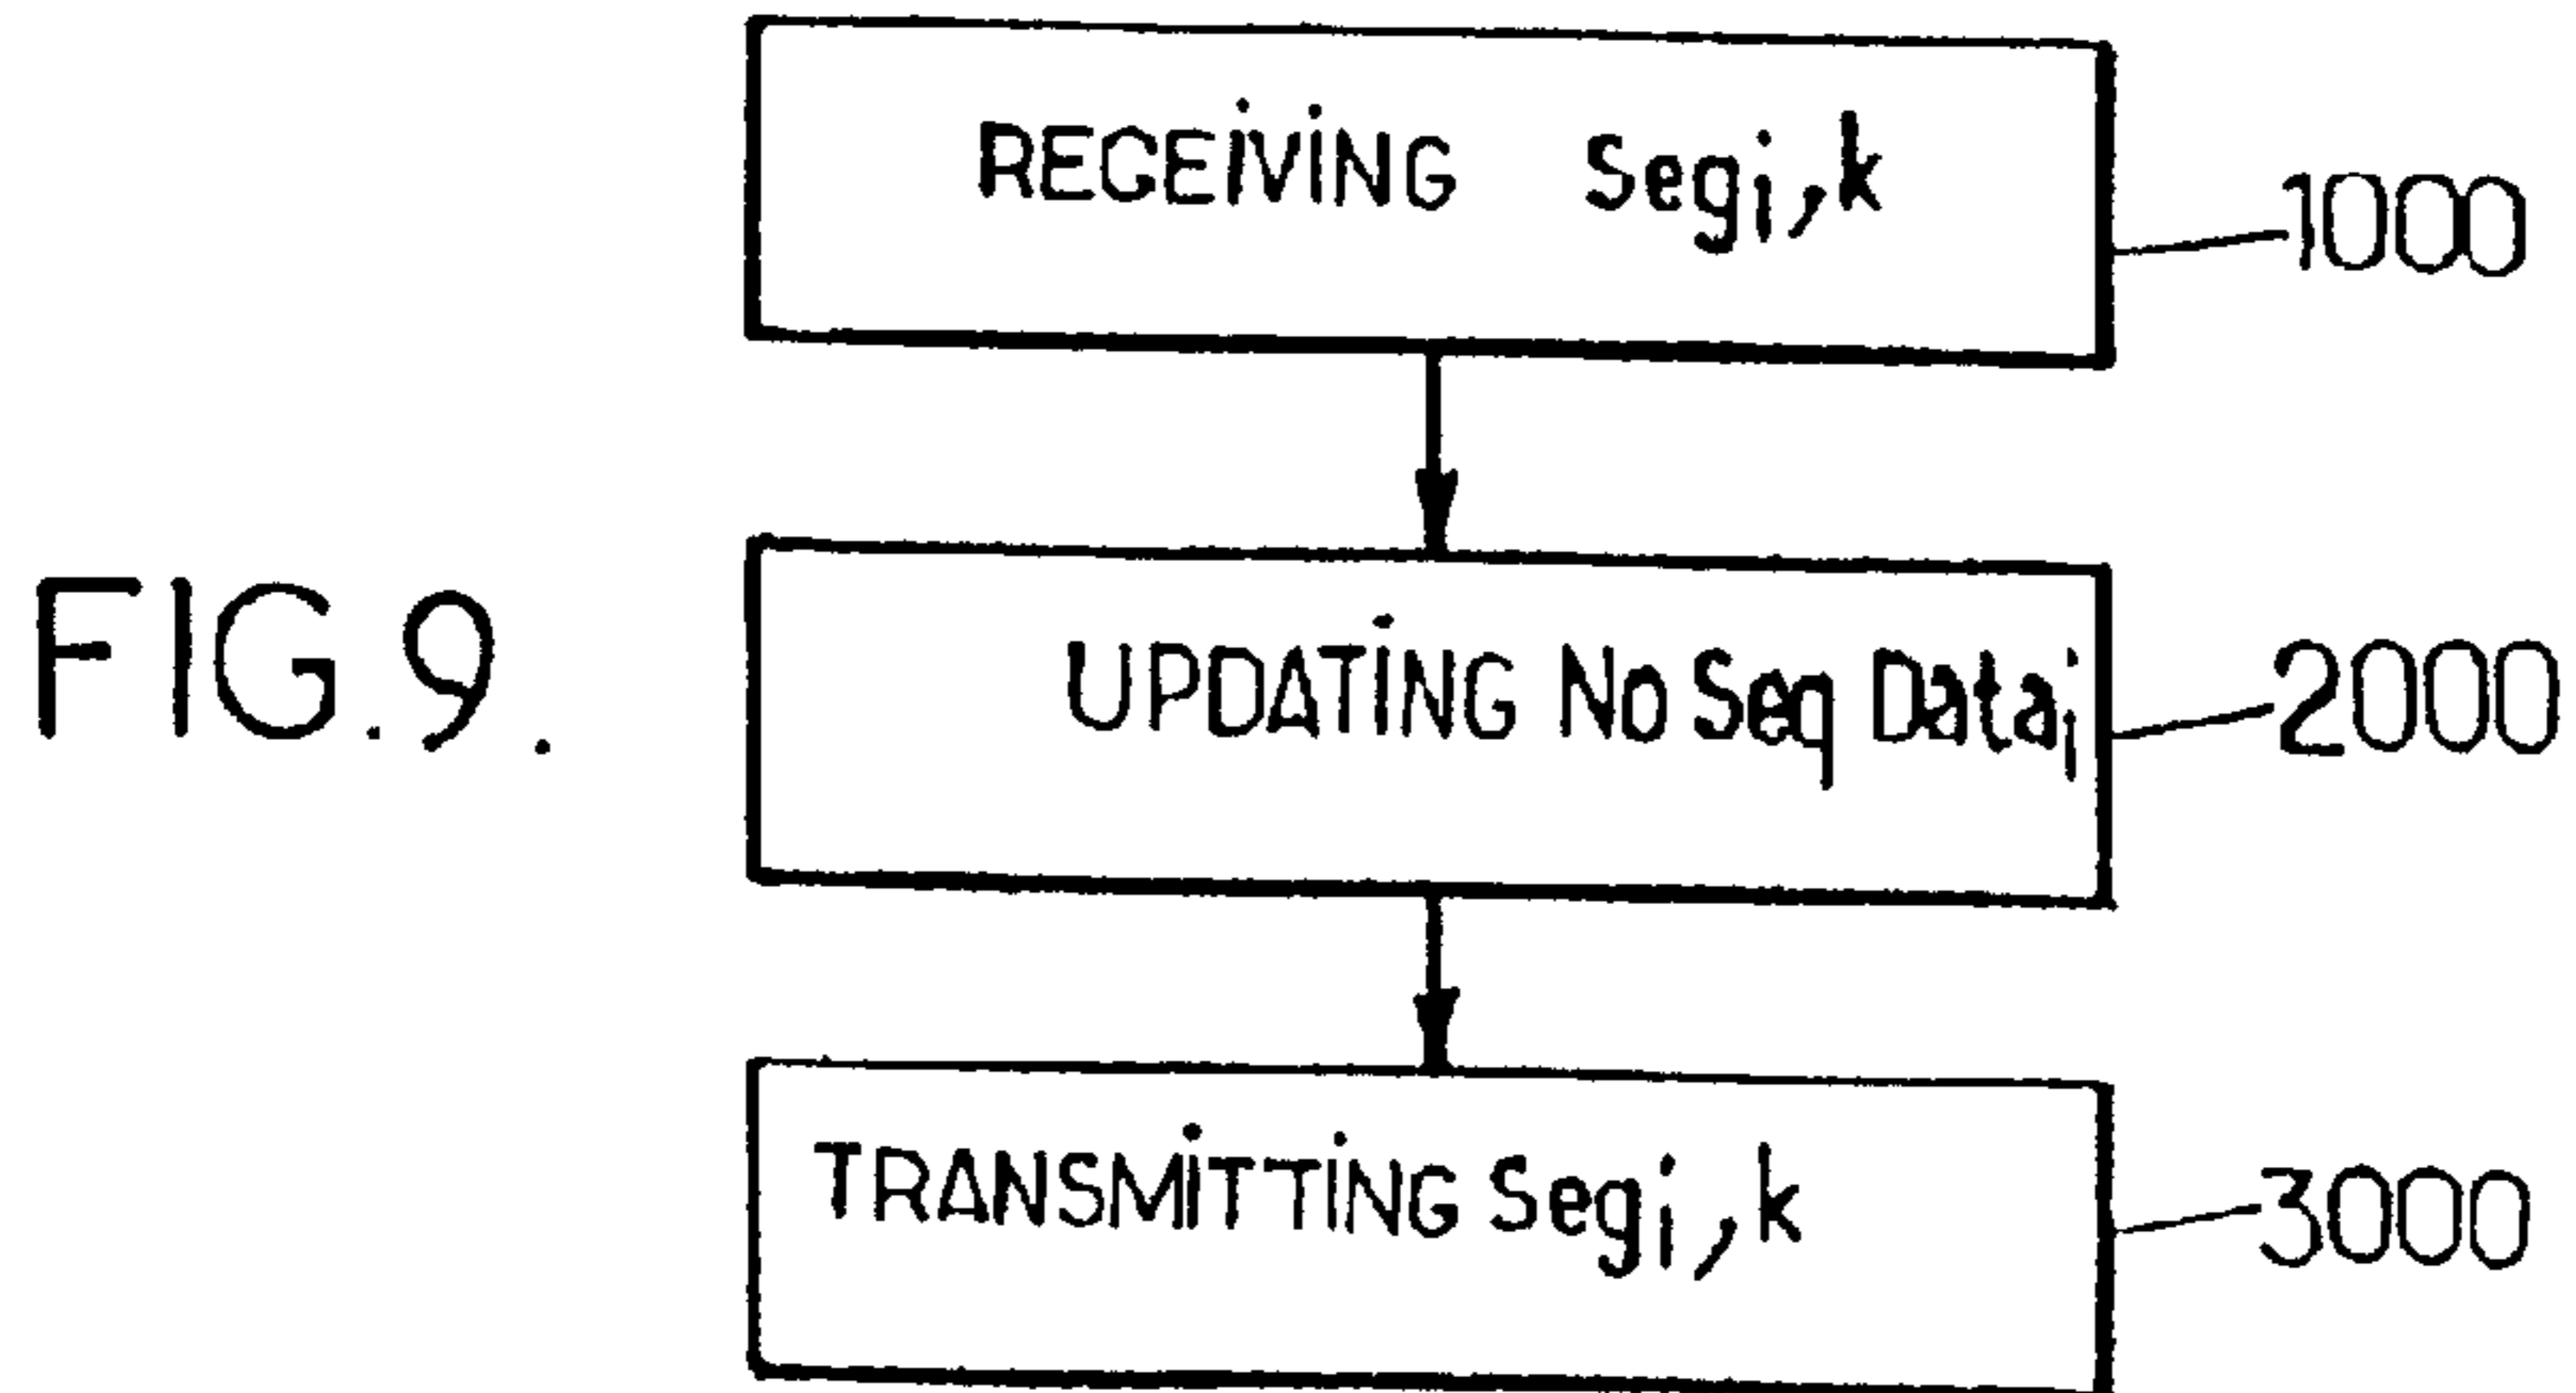 RECEIVING Segi,k
1000
FIG.9.
UPDATING No Seq Datai
2000
TRANSMITTING Segi,k
3000